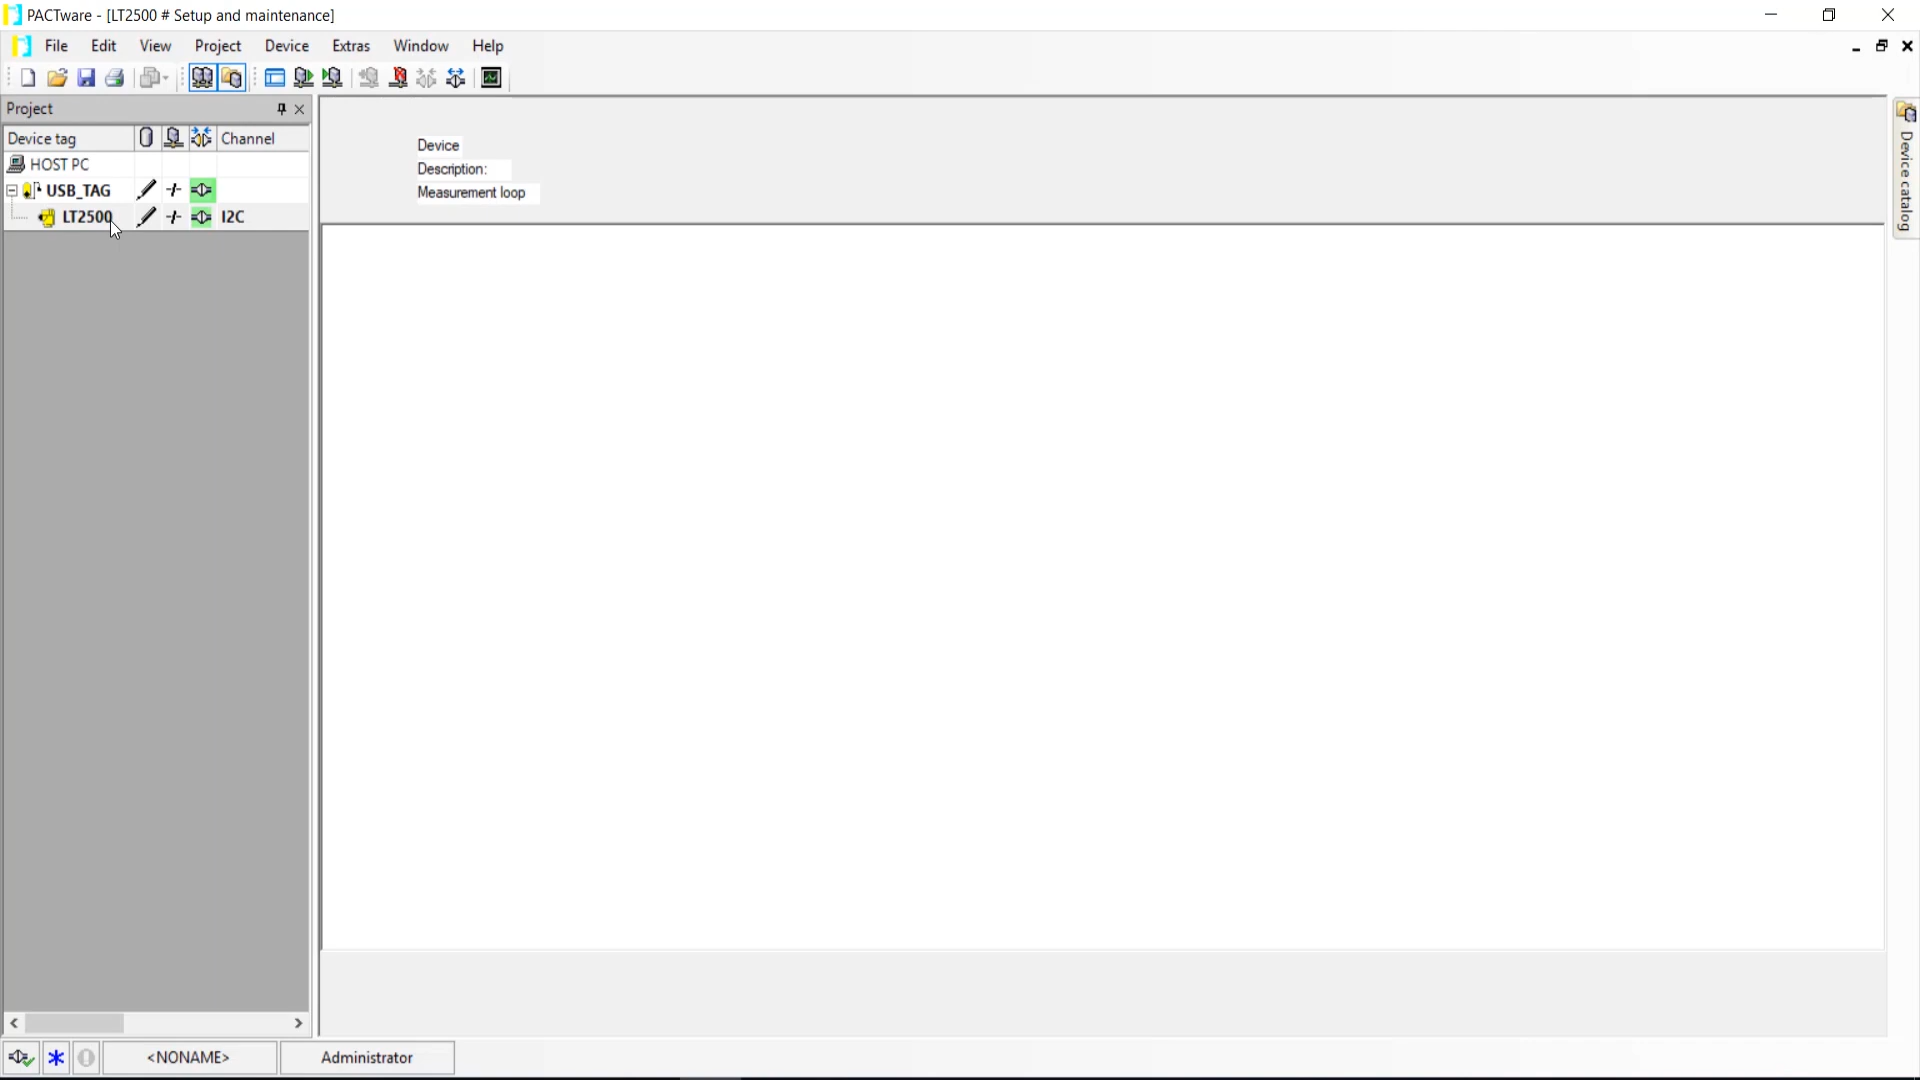 PACTware - [LT2500 # Setup and maintenance]
File Edit View Project Device Extras Window Help
Project
Device tag Channel
HOST PC
USB_TAG
LT2500 I2C
Device
Description:
Measurement loop
Device catalog
<NONAME> Administrator